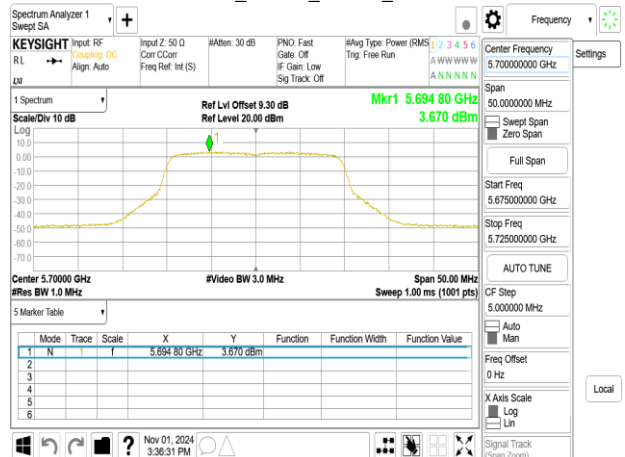 Spectrum Analyzer 1
Swept SA
Frequency
KEYSIGHT
RL
Input: RF
Coupling: DC
Align: Auto
Input Z: 50 Ω
Corr CCorr
Freq Ref: Int (S)
#Atten: 30 dB
PNO: Fast
Gate: Off
IF Gain: Low
Sig Track: Off
#Avg Type: Power (RMS
Trig: Free Run
1 2 3 4 5 6
A W W W W W
A N N N N N
LXI
1 Spectrum
Scale/Div 10 dB
Ref Lvl Offset 9.30 dB
Ref Level 20.00 dBm
Mkr1 5.694 80 GHz
3.670 dBm
Log
10.0
0.00
-10.0
-20.0
-30.0
-40.0
-50.0
-60.0
-70.0
1
Center 5.70000 GHz
#Res BW 1.0 MHz
#Video BW 3.0 MHz
Span 50.00 MHz
Sweep 1.00 ms (1001 pts)
5 Marker Table
Mode Trace Scale X Y Function Function Width Function Value
1 N 1 f 5.694 80 GHz 3.670 dBm
2
3
4
5
6
Nov 01, 2024
3:36:31 PM
?
Center Frequency
5.700000000 GHz
Settings
Span
50.0000000 MHz
Swept Span
Zero Span
Full Span
Start Freq
5.675000000 GHz
Stop Freq
5.725000000 GHz
AUTO TUNE
CF Step
5.000000 MHz
Auto
Man
Freq Offset
0 Hz
X Axis Scale
Log
Lin
Local
Signal Track
(Span Zoom)